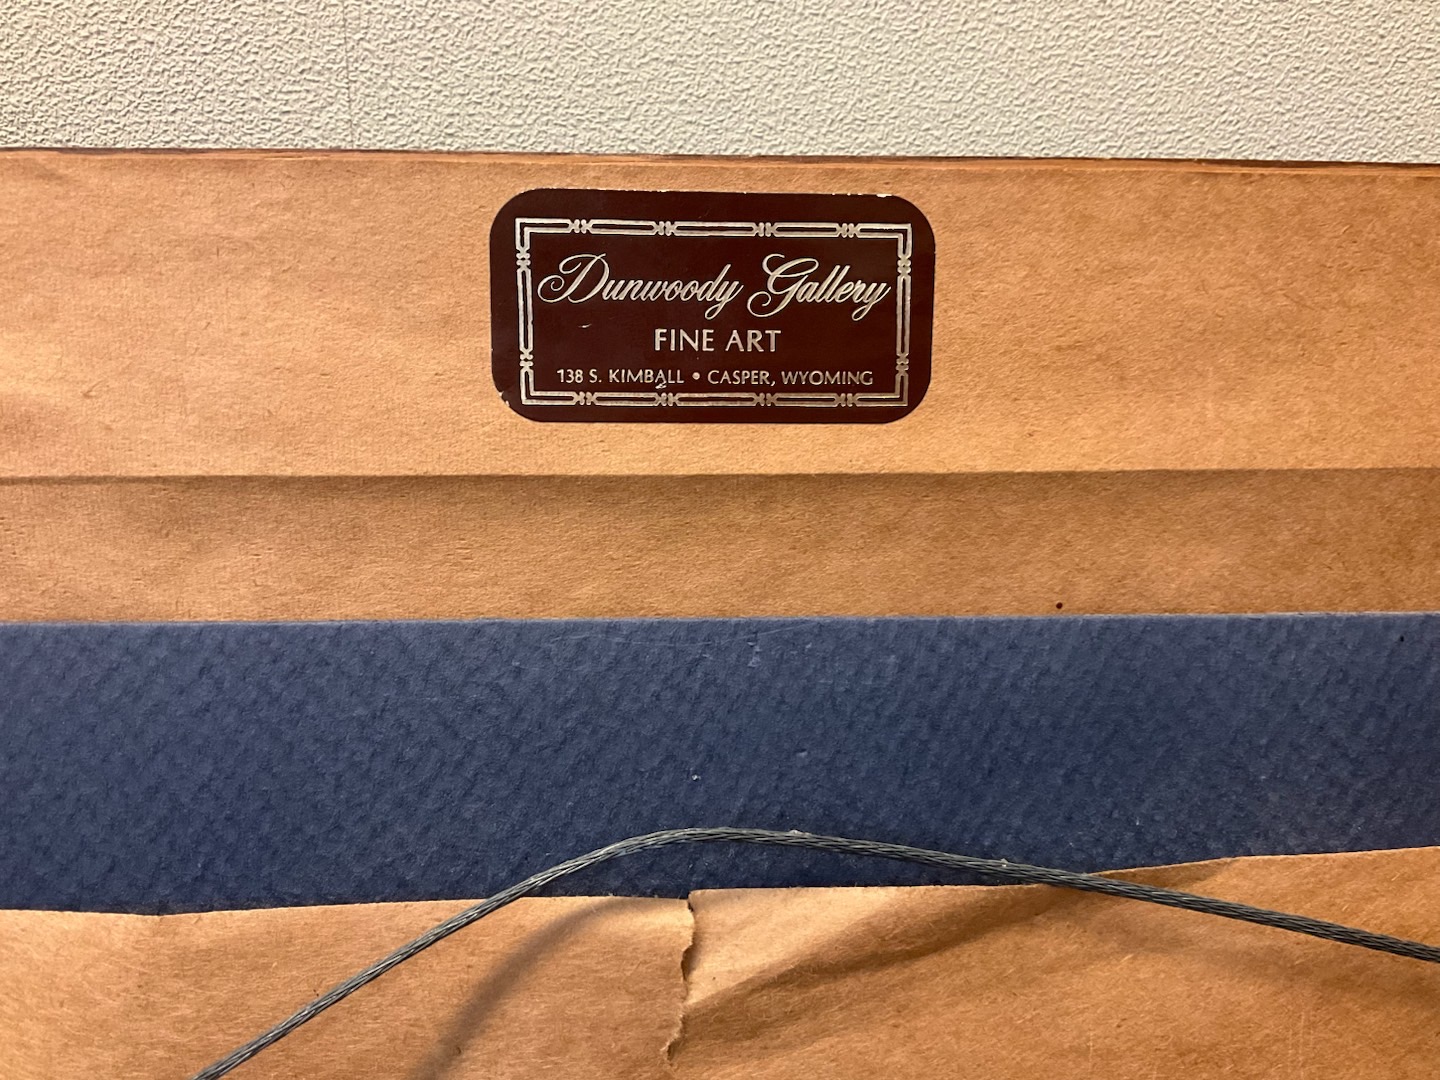 Dunwoody Gallery
FINE ART
138 S. KIMBALL • CASPER, WYOMING